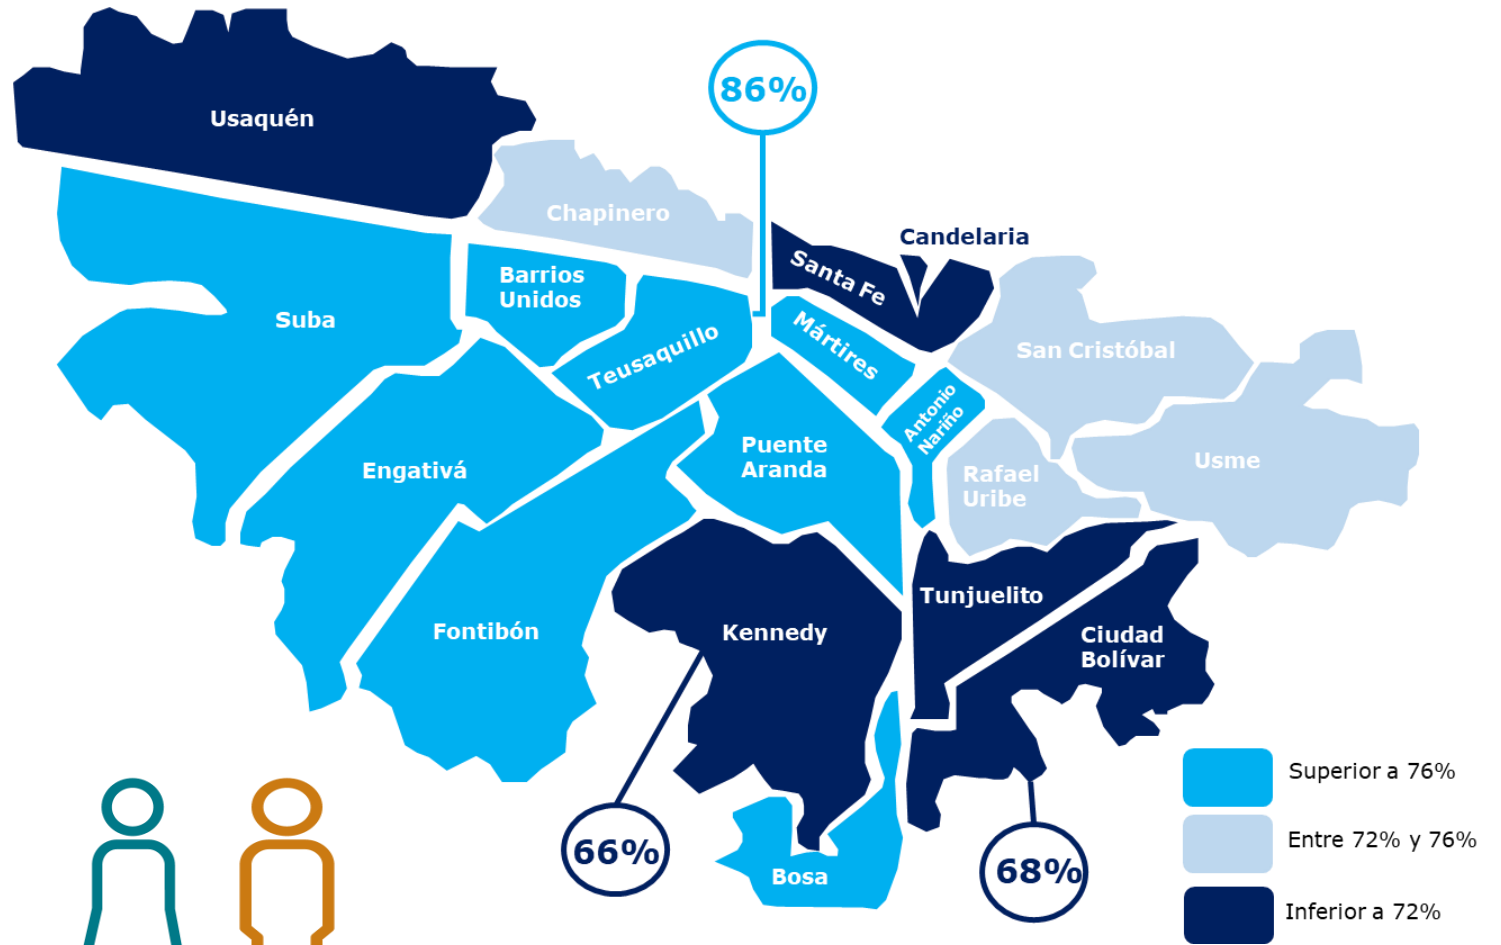 86%
Usaquén
Chapinero
Candelaria
Santa Fe
Barrios
Unidos
Suba
Teusaquillo
Mártires
San Cristóbal
Antonio
Nariño
Puente
Aranda
Engativá
Rafael
Uribe
Usme
Tunjuelito
Fontibón
Kennedy
Ciudad
Bolívar
66%
68%
Bosa
Superior a 76%
Entre 72% y 76%
Inferior a 72%